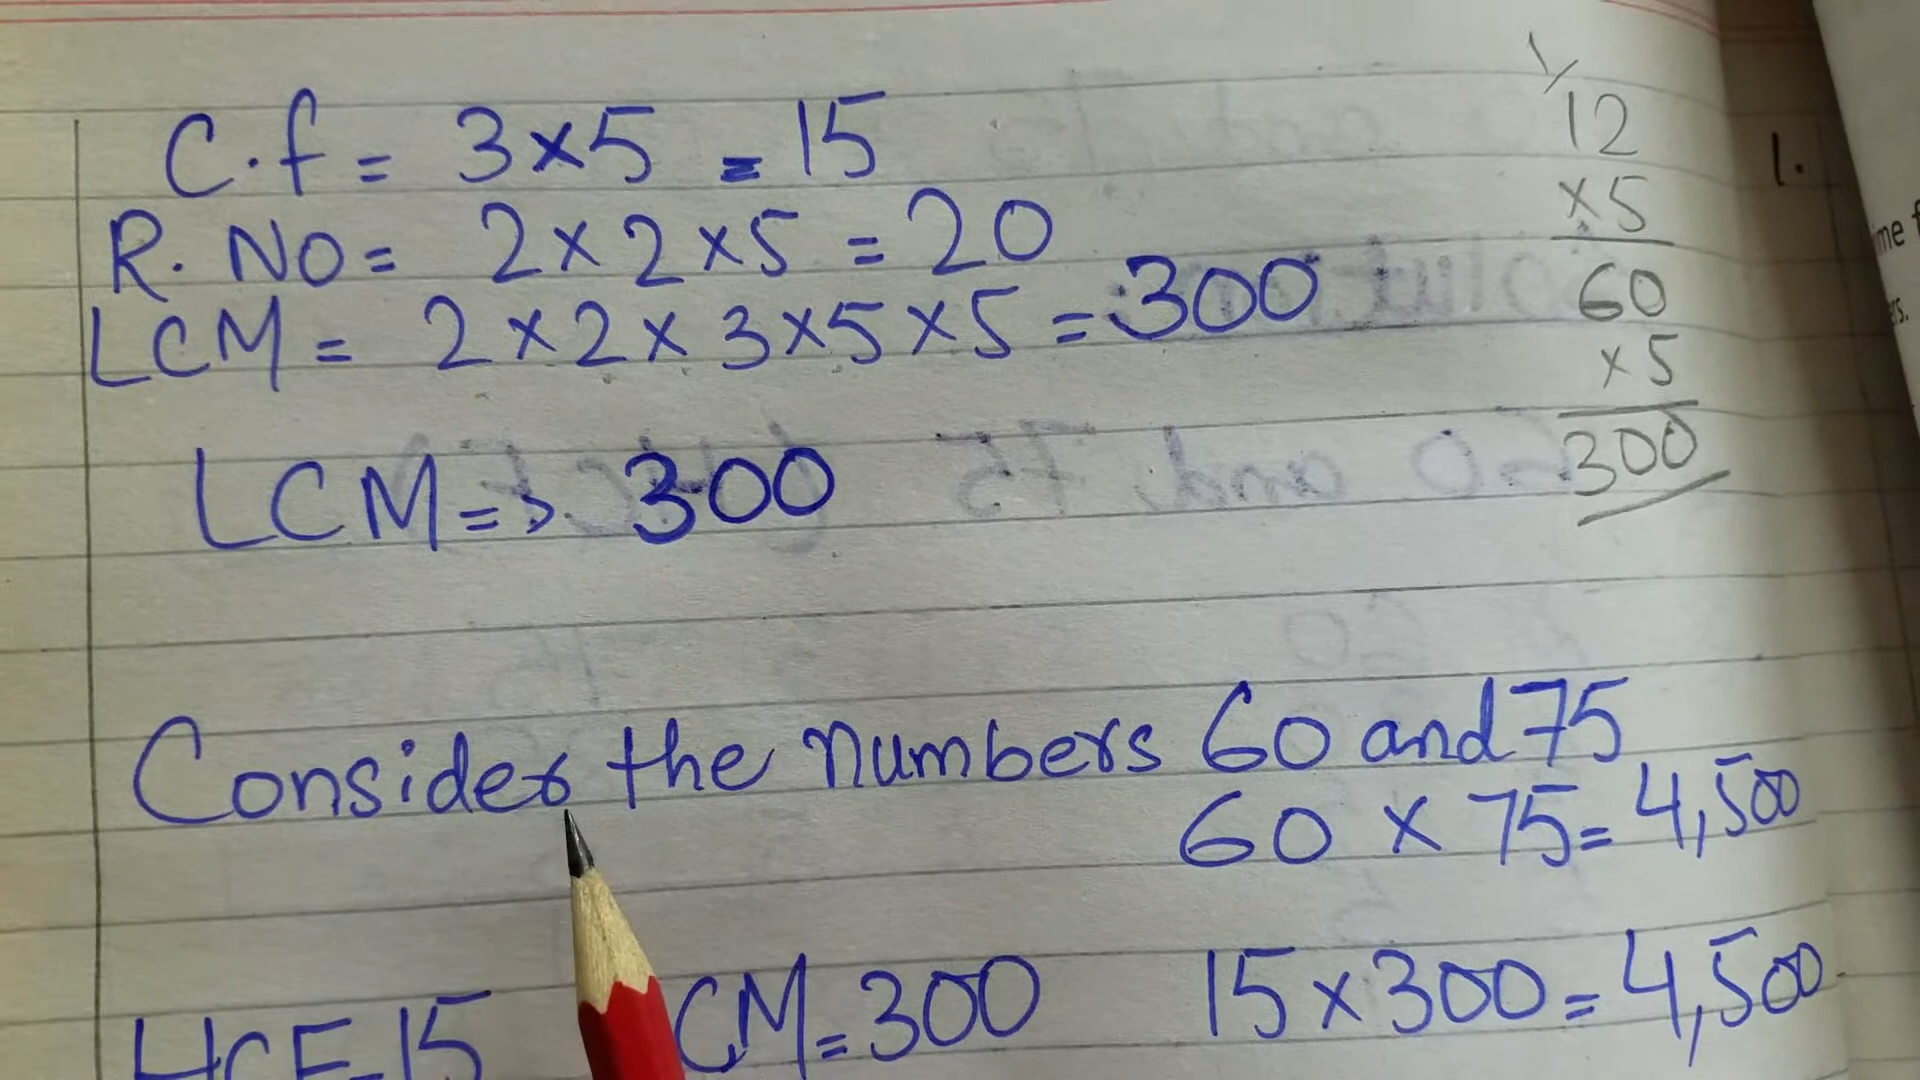 C.f = 3×5 = 15
R. NO = 2×2×5 = 20
LCM = 2×2×3×5×5 = 300
LCM => 300
1
12
×5
60
×5
300
Consider the numbers 60 and 75
60 × 75 = 4,500
HCF=15 CM=300 15×300=4,500
1.